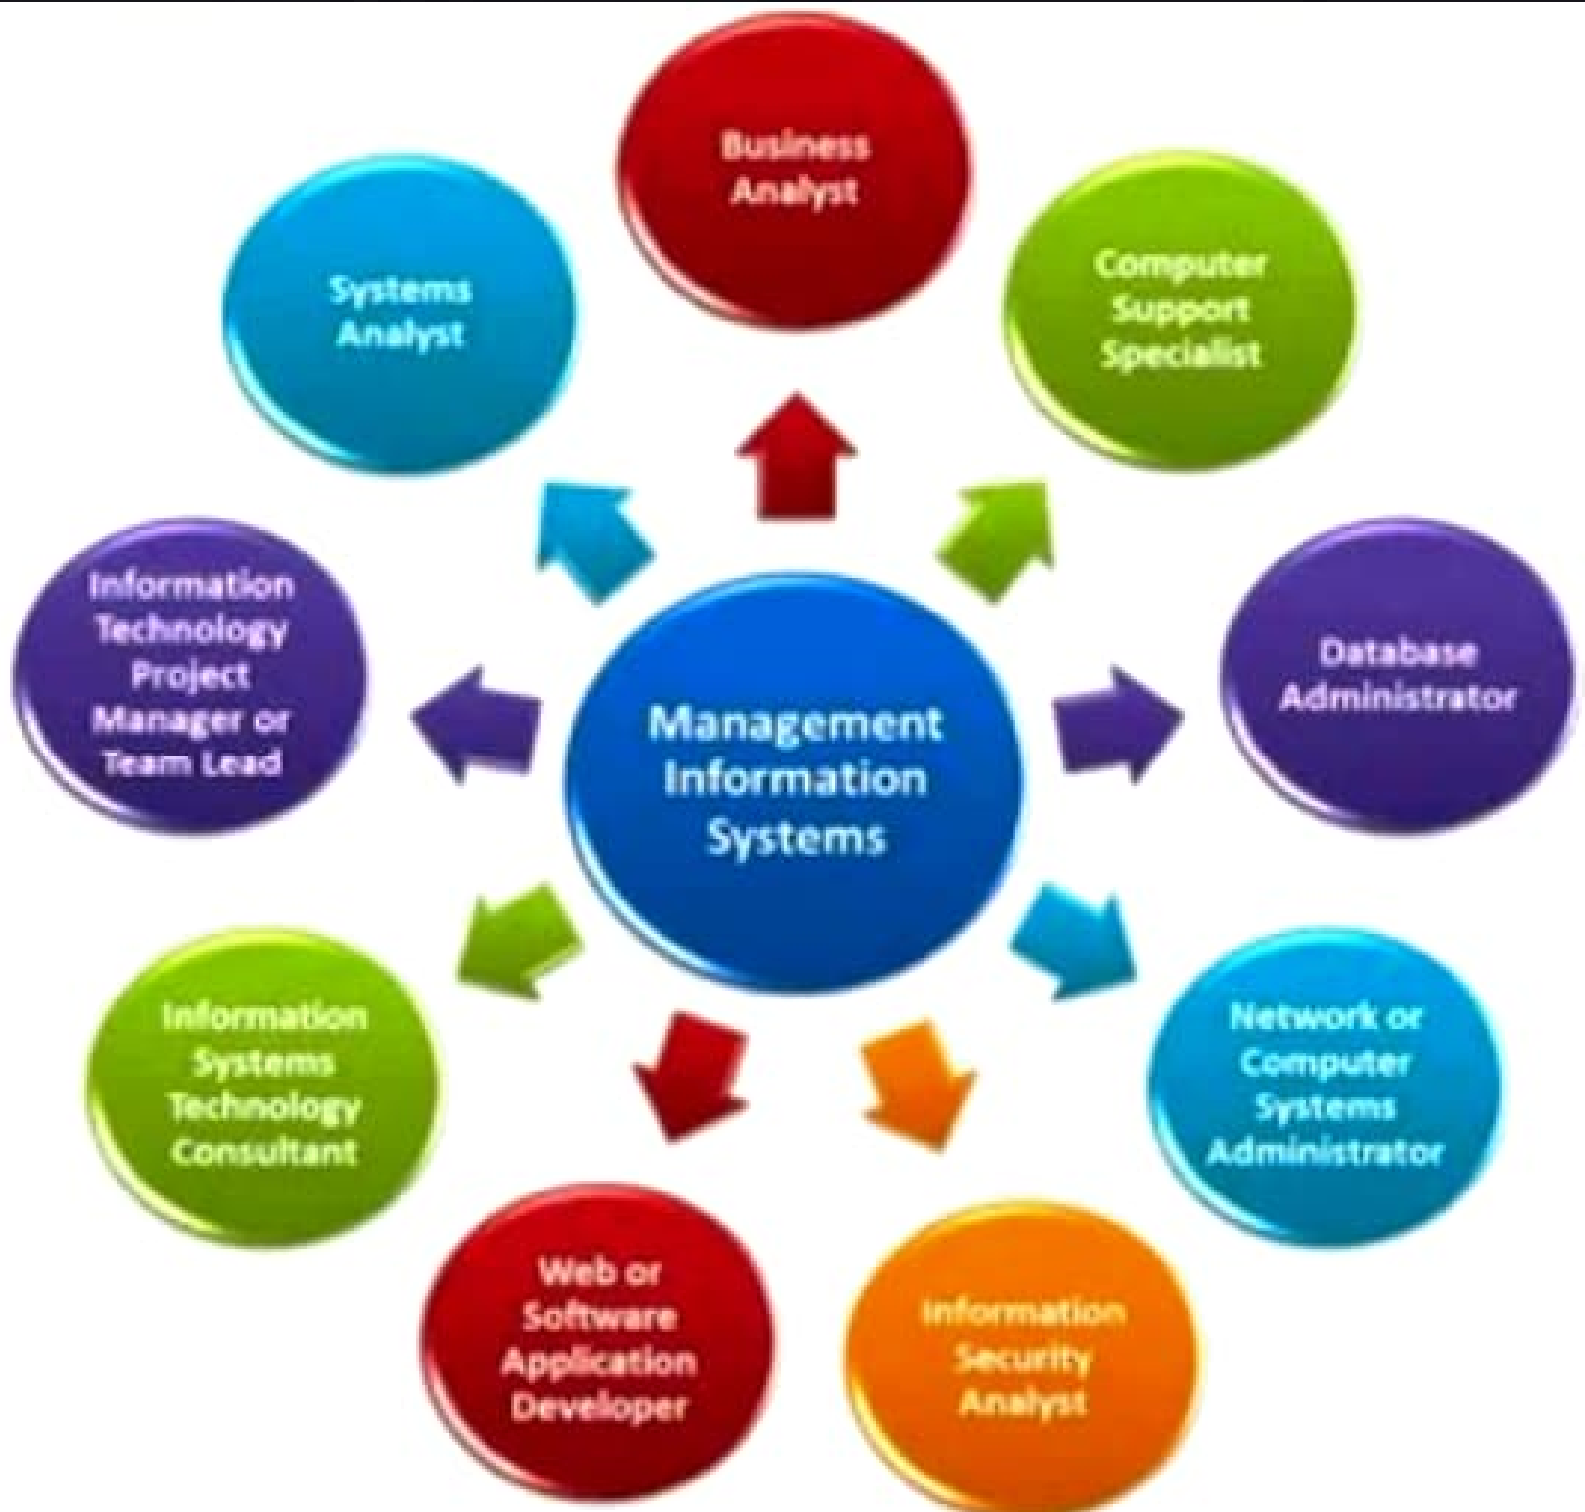 Business
Analyst
Computer
Support
Specialist
Database
Administrator
Network or
Computer
Systems
Administrator
Information
Security
Analyst
Web or
Software
Application
Developer
Information
Systems
Technology
Consultant
Information
Technology
Project
Manager or
Team Lead
Systems
Analyst
Management
Information
Systems